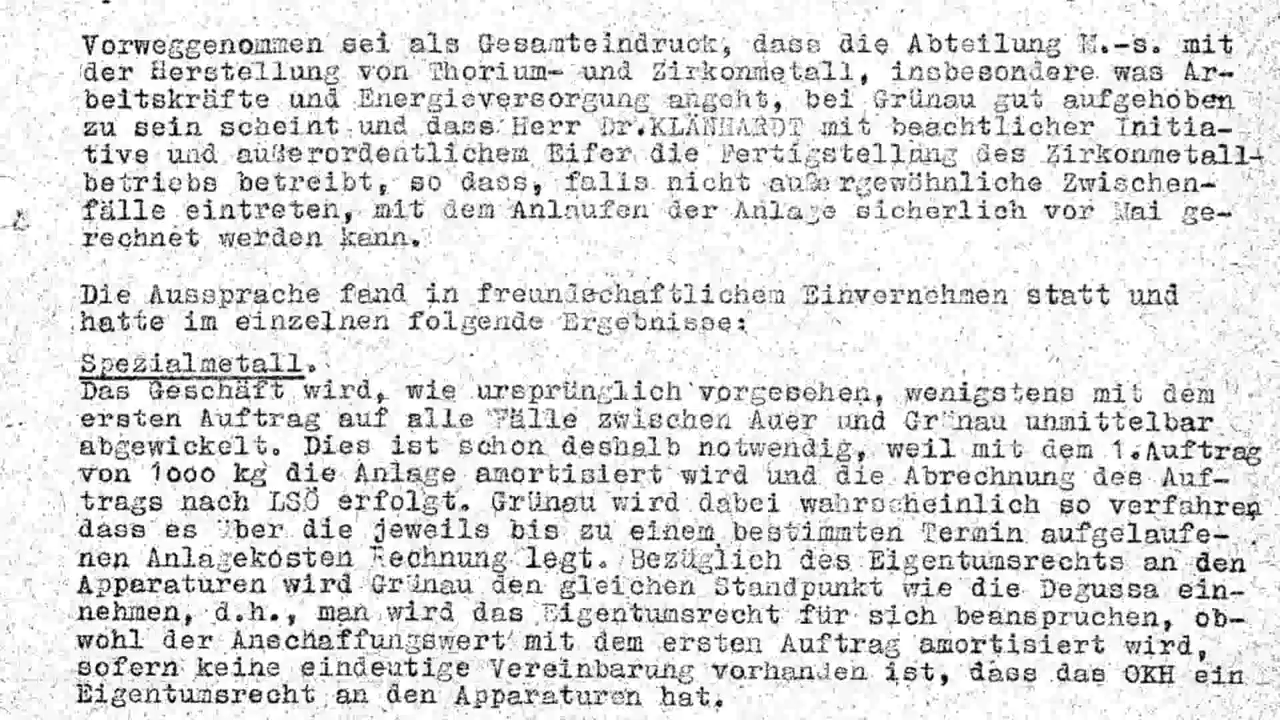 Vorweggenommen sei als Gesamteindruck, dass die Abteilung M.-s. mit
der Herstellung von Thorium- und Zirkonmetall, insbesondere was Ar-
beitskräfte und Energieversorgung angeht, bei Grünau gut aufgehoben
zu sein scheint und dass Herr Dr.KLÄNHARDT mit beachtlicher Initia-
tive und außerordentlichem Eifer die Fertigstellung des Zirkonmetall-
betriebs betreibt, so dass, falls nicht außergewöhnliche Zwischen-
fälle eintreten, mit dem Anlaufen der Anlage sicherlich vor Mai ge-
rechnet werden kann.
Die Aussprache fand in freundschaftlichem Einvernehmen statt und
hatte im einzelnen folgende Ergebnisse:
Spezialmetall.
Das Geschäft wird, wie ursprünglich vorgesehen, wenigstens mit dem
ersten Auftrag auf alle Fälle zwischen Auer und Grünau unmittelbar
abgewickelt. Dies ist schon deshalb notwendig, weil mit dem 1.Auftrag
von 1000 kg die Anlage amortisiert wird und die Abrechnung des Auf-
trags nach LSÖ erfolgt. Grünau wird dabei wahrscheinlich so verfahren
dass es über die jeweils bis zu einem bestimmten Termin aufgelaufe-
nen Anlagekosten Rechnung legt. Bezüglich des Eigentumsrechts an den
Apparaturen wird Grünau den gleichen Standpunkt wie die Degussa ein-
nehmen, d.h., man wird das Eigentumsrecht für sich beanspruchen, ob-
wohl der Anschaffungswert mit dem ersten Auftrag amortisiert wird,
sofern keine eindeutige Vereinbarung vorhanden ist, dass das OKH ein
Eigentumsrecht an den Apparaturen hat.